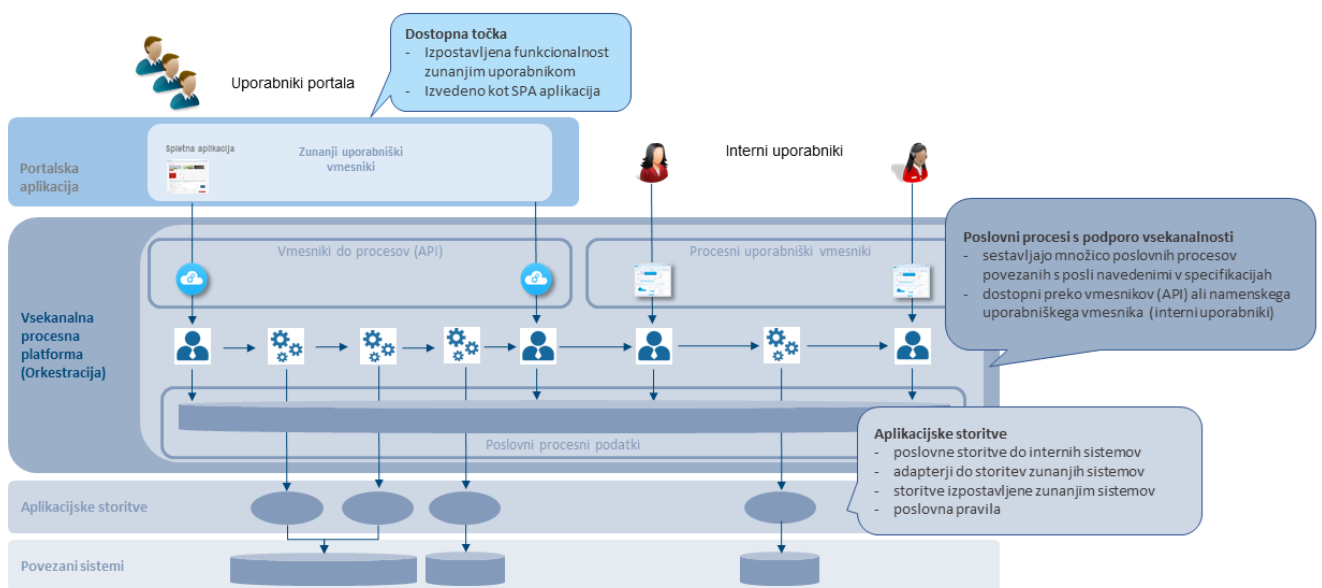 Dostopna točka
- Izpostavljena funkcionalnost
zunanjim uporabnikom
- Izvedeno kot SPA aplikacija
Uporabniki portala
Spletna aplikacija
Zunanji uporabniški
vmesniki
Interni uporabniki
Portalska
aplikacija
Vmesniki do procesov (API)
Procesni uporabniški vmesniki
Poslovni procesi s podporo vsekanalnosti
- sestavljajo množico poslovnih procesov
povezanih s posli navedenimi v specifikacijah
- dostopni preko vmesnikov (API) ali namenskega
uporabniškega vmesnika (interni uporabniki)
Vsekanalna
procesna
platforma
(Orkestracija)
Poslovni procesni podatki
Aplikacijske storitve
- poslovne storitve do internih sistemov
- adapterji do storitev zunanjih sistemov
- storitve izpostavljene zunanjim sistemov
- poslovna pravila
Aplikacijske storitve
Povezani sistemi